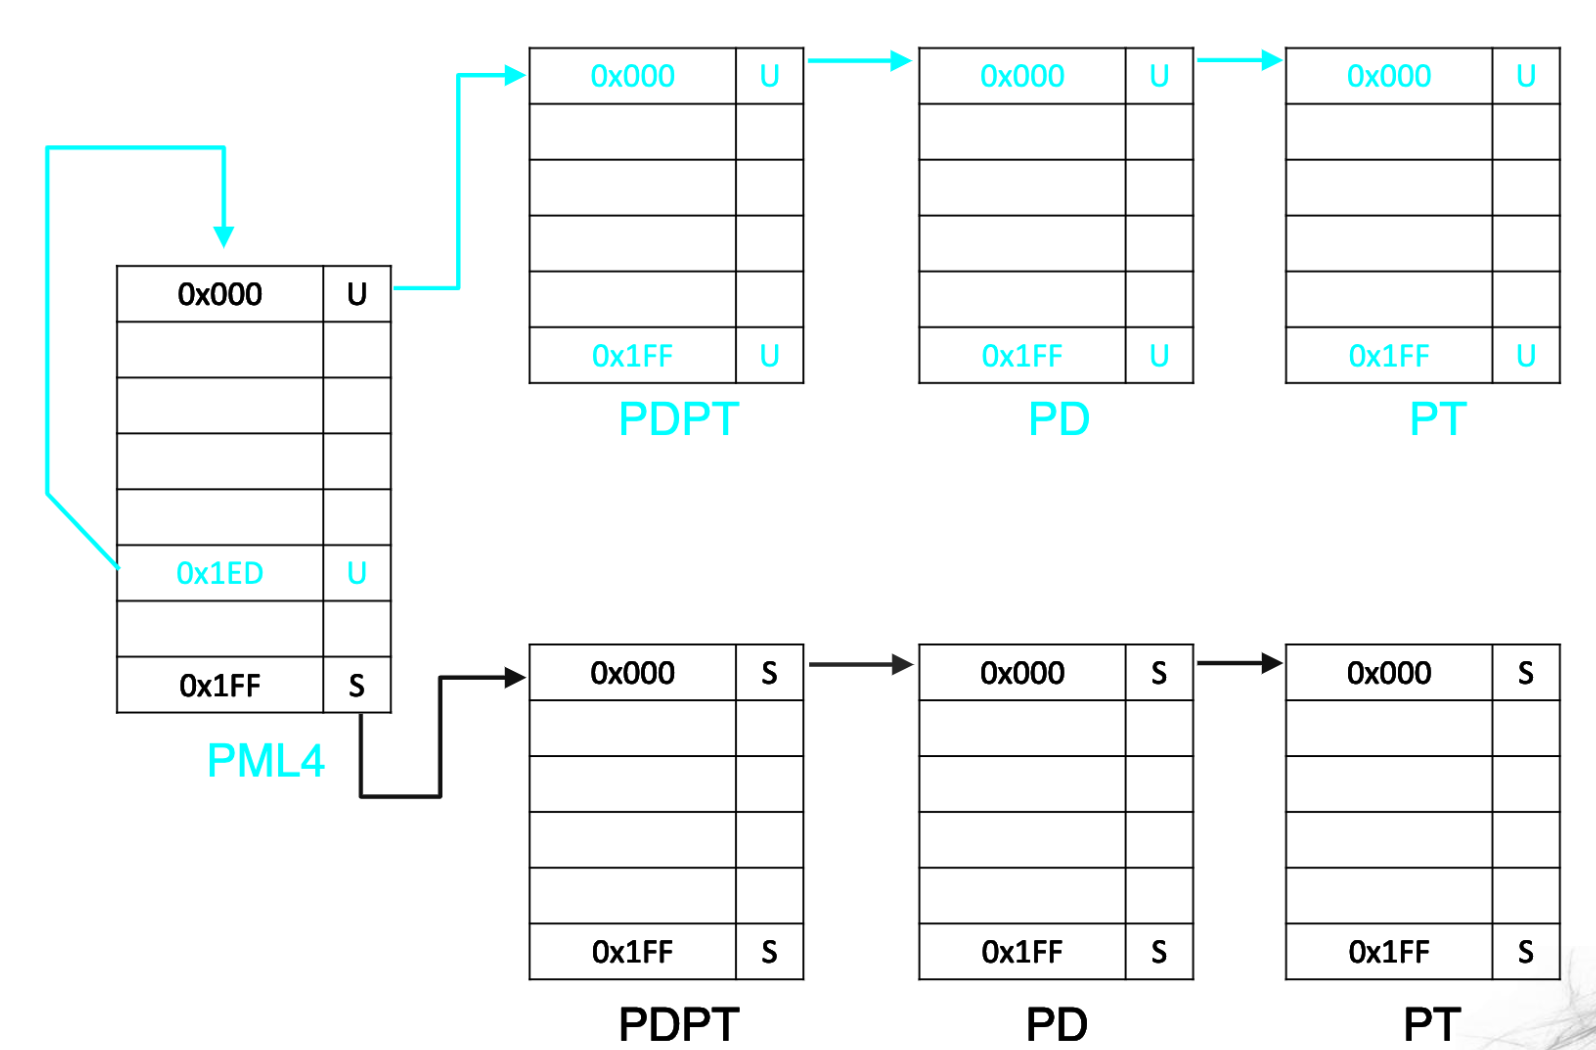 0x000 U
0x1FF U
PDPT
0x000 U
0x1FF U
PD
0x000 U
0x1FF U
PT
0x000 U
0x1ED U
0x1FF S
PML4
0x000 S
0x1FF S
PDPT
0x000 S
0x1FF S
PD
0x000 S
0x1FF S
PT